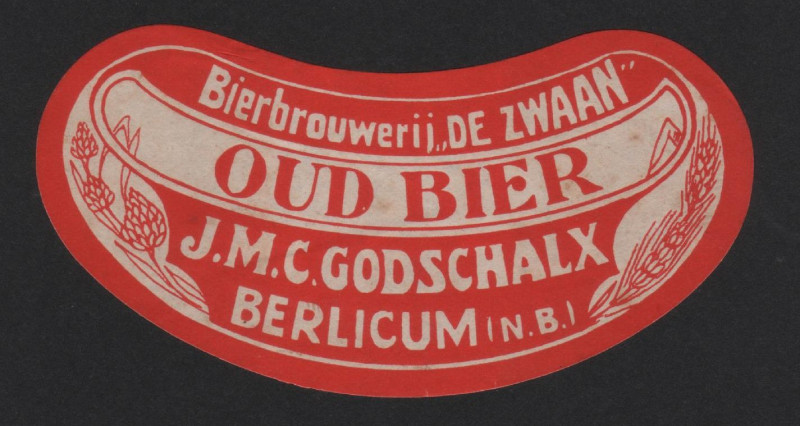 Bierbrouwerij „DE ZWAAN”
OUD BIER
J.M.C. GODSCHALX
BERLICUM (N.B.)